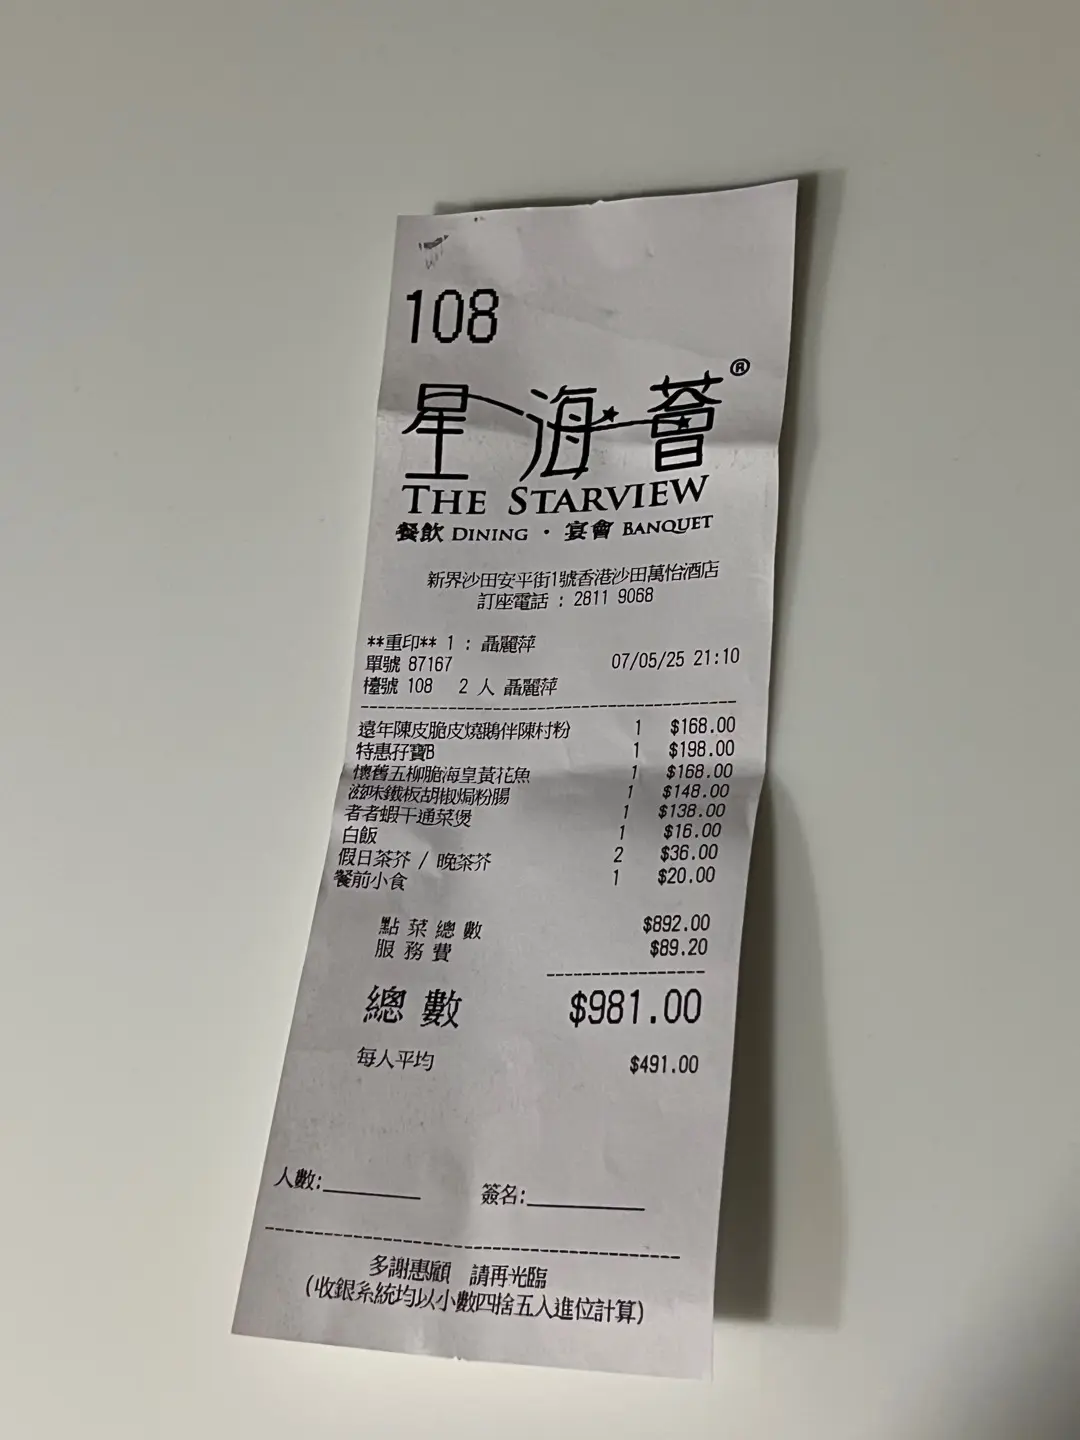 108
星海薈®
THE STARVIEW
餐飲 DINING · 宴會 BANQUET
新界沙田安平街1號香港沙田萬怡酒店
訂座電話 : 2811 9068
**重印** 1 : 聶麗萍
單號 87167 07/05/25 21:10
檯號 108 2 人 聶麗萍
遠年陳皮脆皮燒鵝伴陳村粉 1 $168.00
特惠孖寶B 1 $198.00
懷舊五柳脆海皇黃花魚 1 $168.00
滋味鐵板胡椒焗粉腸 1 $148.00
者者蝦干通菜煲 1 $138.00
白飯 1 $16.00
假日茶芥 / 晚茶芥 2 $36.00
餐前小食 1 $20.00
點菜總數 $892.00
服務費 $89.20
總數 $981.00
每人平均 $491.00
人數:________ 簽名:__________
多謝惠顧 請再光臨
(收銀系統均以小數四捨五入進位計算)